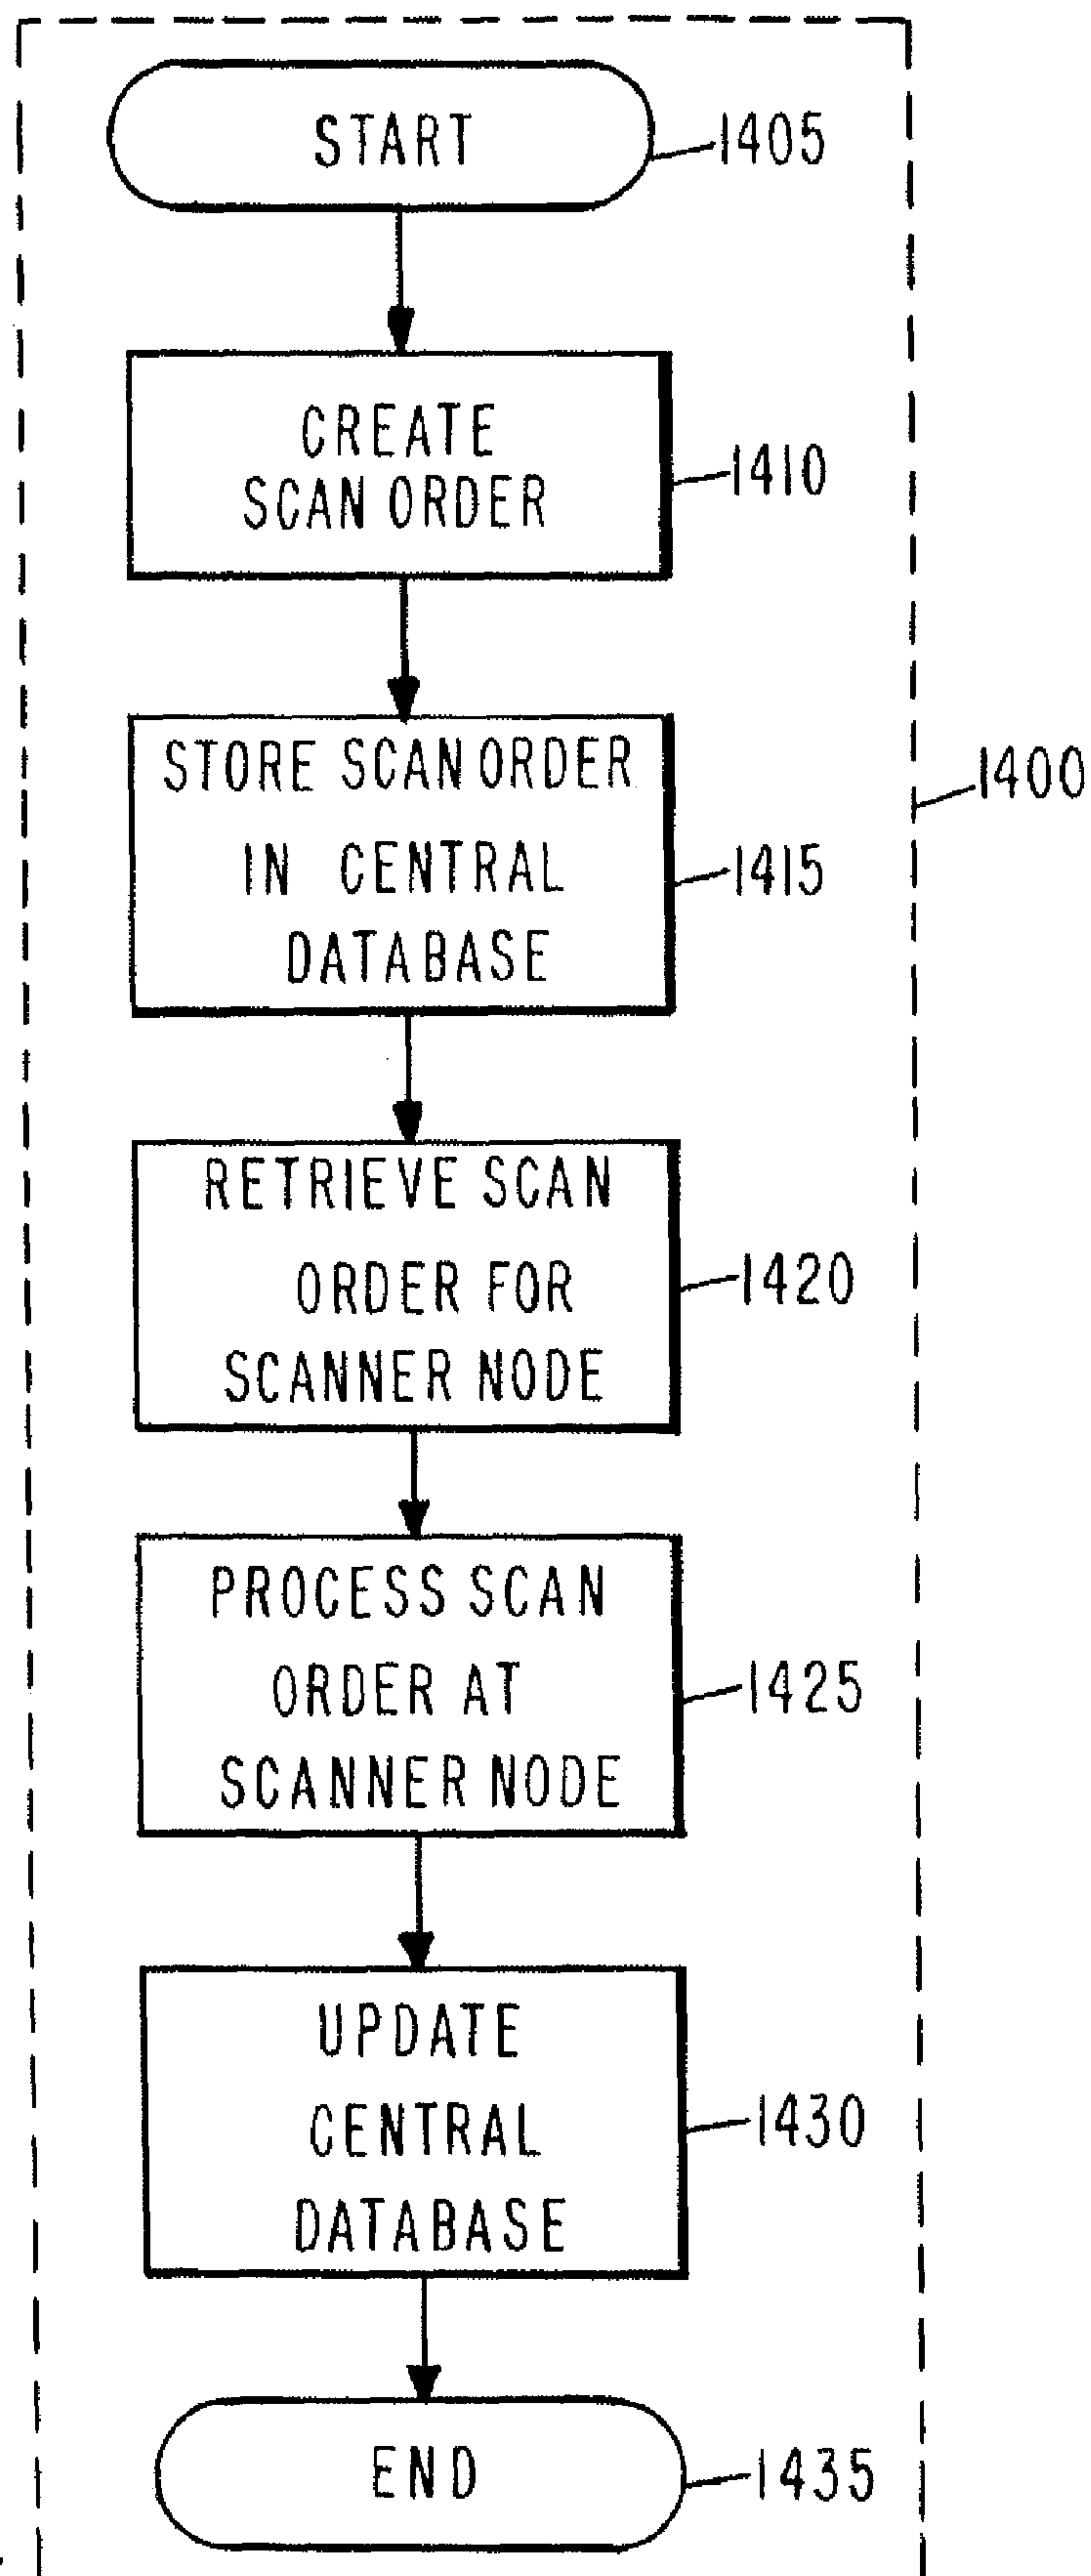 START
1405
CREATE
SCAN ORDER
1410
STORE SCAN ORDER
IN CENTRAL
DATABASE
1415
1400
RETRIEVE SCAN
ORDER FOR
SCANNER NODE
1420
PROCESS SCAN
ORDER AT
SCANNER NODE
1425
UPDATE
CENTRAL
DATABASE
1430
END
1435